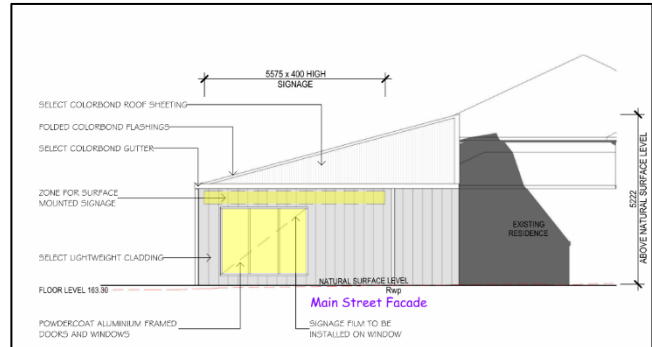 5575 x 400 HIGH
SIGNAGE
SELECT COLORBOND ROOF SHEETING
FOLDED COLORBOND FLASHINGS
SELECT COLORBOND GUTTER
ZONE FOR SURFACE
MOUNTED SIGNAGE
SELECT LIGHTWEIGHT CLADDING
EXISTING
RESIDENCE
5222
ABOVE NATURAL SURFACE LEVEL
NATURAL SURFACE LEVEL
FLOOR LEVEL 163.30
Rwp
Main Street Facade
POWDERCOAT ALUMINIUM FRAMED
DOORS AND WINDOWS
SIGNAGE FILM TO BE
INSTALLED ON WINDOW